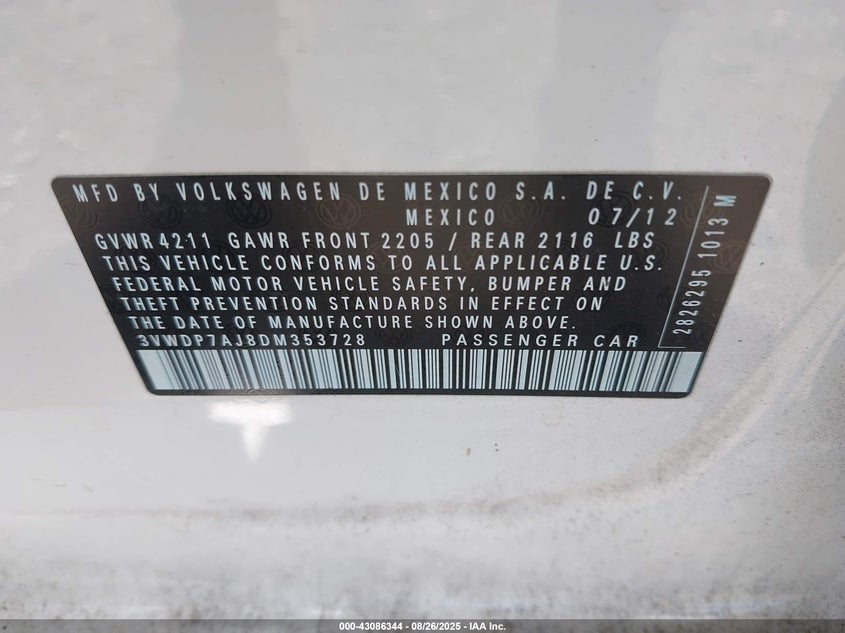 MFD BY VOLKSWAGEN DE MEXICO S.A. DE C.V.
MEXICO 07/12
GVWR 4211 GAWR FRONT 2205 / REAR 2116 LBS
THIS VEHICLE CONFORMS TO ALL APPLICABLE U.S.
FEDERAL MOTOR VEHICLE SAFETY, BUMPER AND
THEFT PREVENTION STANDARDS IN EFFECT ON
THE DATE OF MANUFACTURE SHOWN ABOVE.
3VWDP7AJ8DM353728 PASSENGER CAR
2826295 1013 M
000-43086344 - 08/26/2025 - IAA Inc.